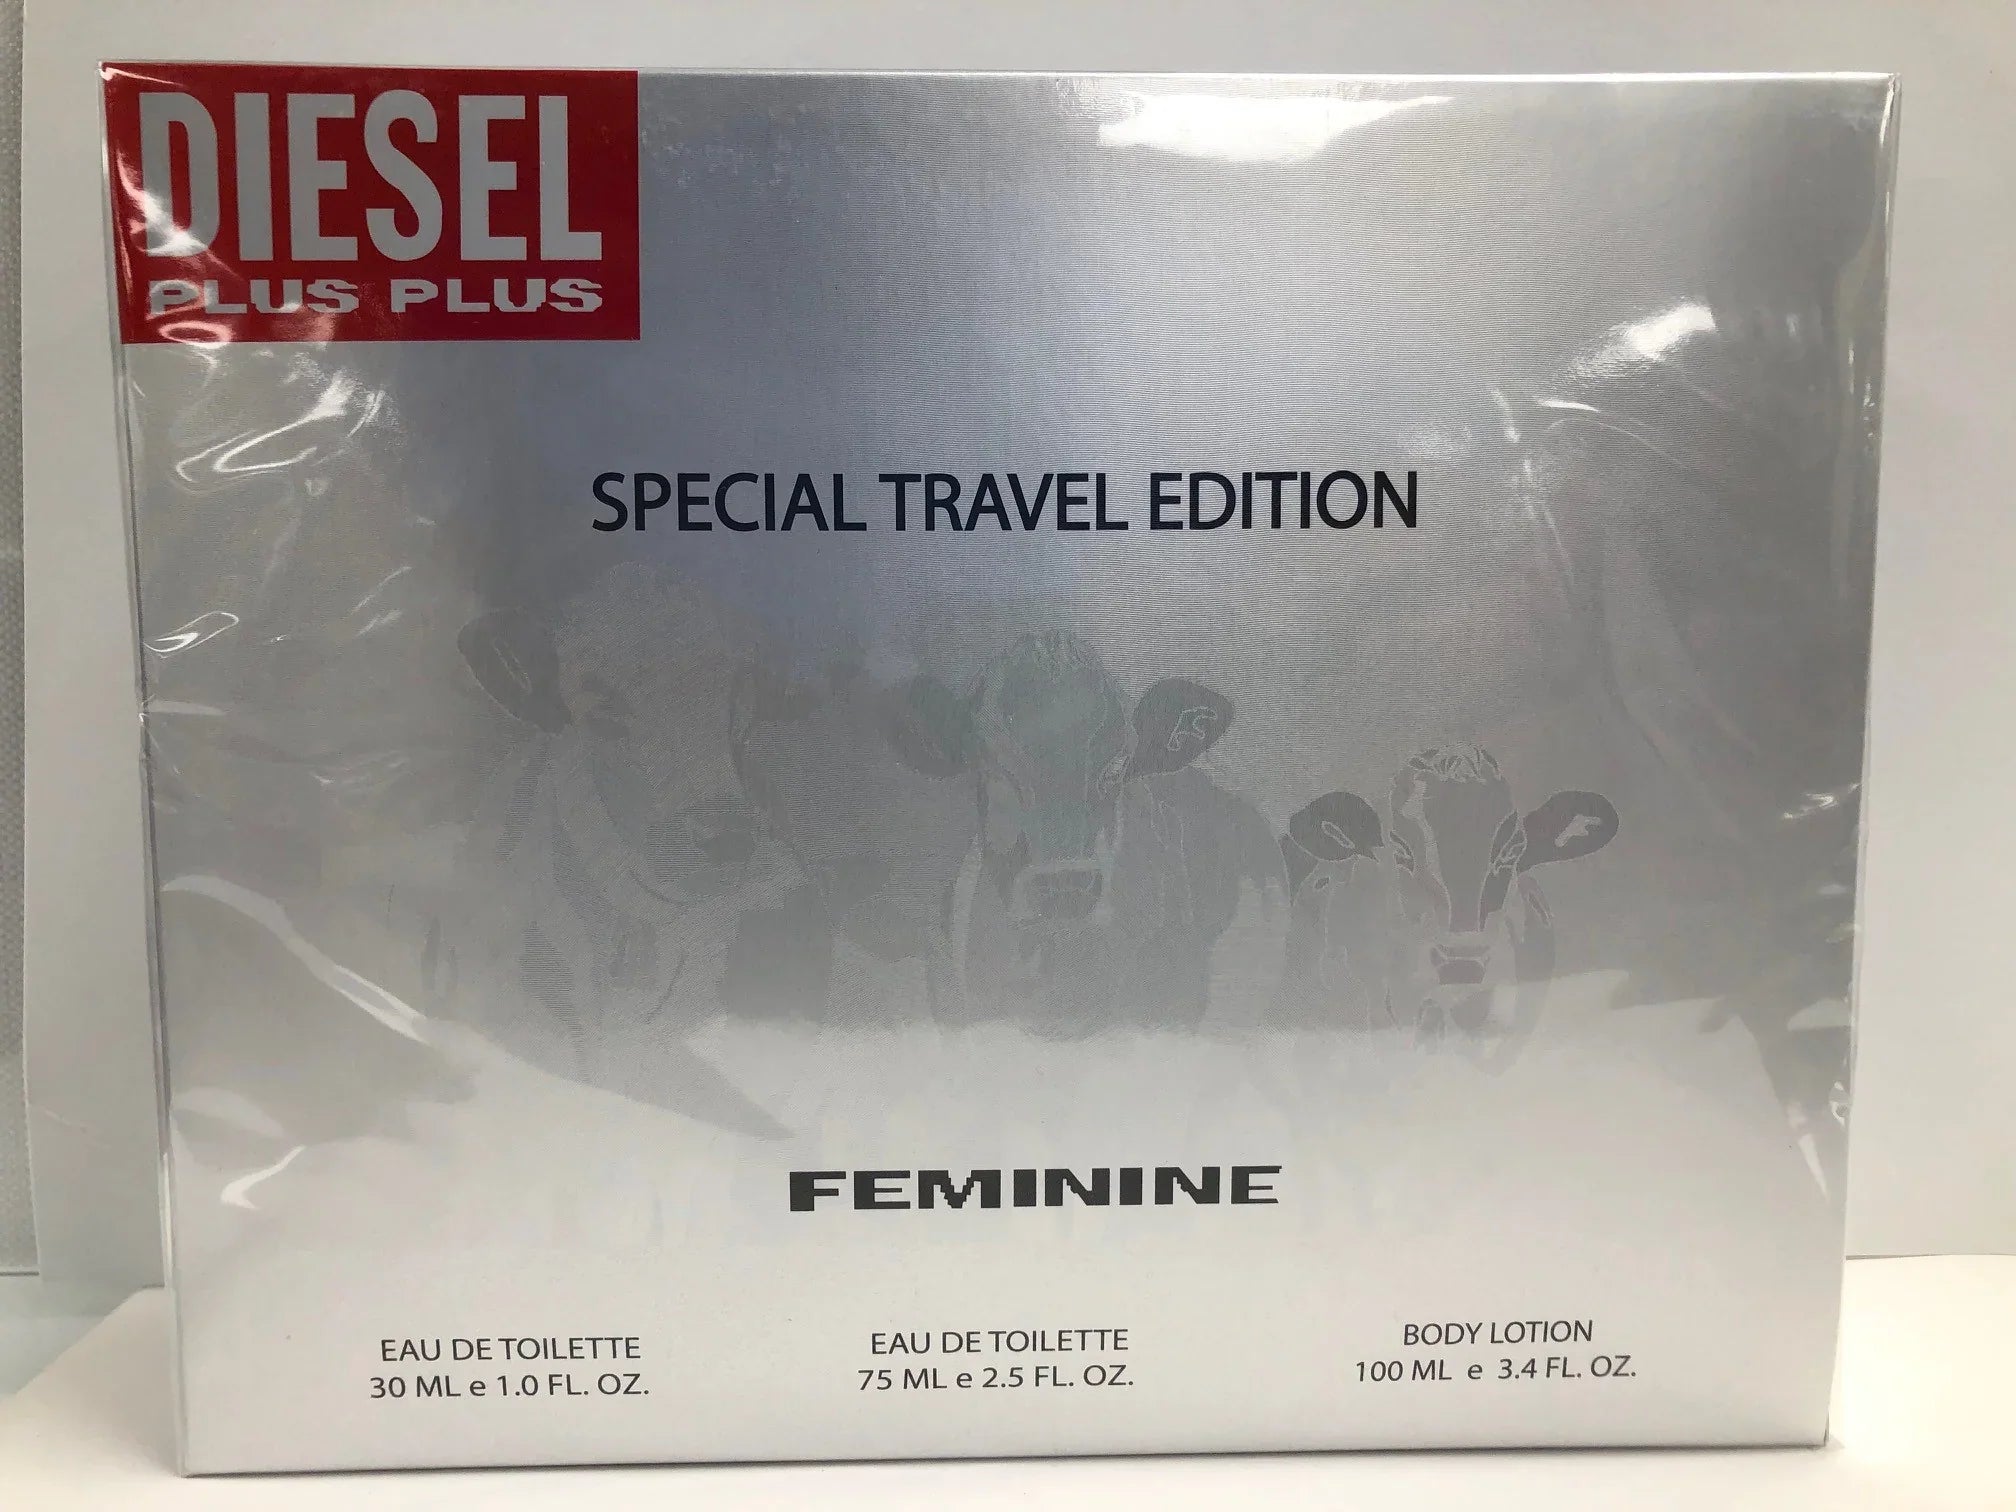 DIESEL
PLUS PLUS
SPECIAL TRAVEL EDITION
FEMININE
EAU DE TOILETTE
30 ML e 1.0 FL. OZ.
EAU DE TOILETTE
75 ML e 2.5 FL. OZ.
BODY LOTION
100 ML e 3.4 FL. OZ.